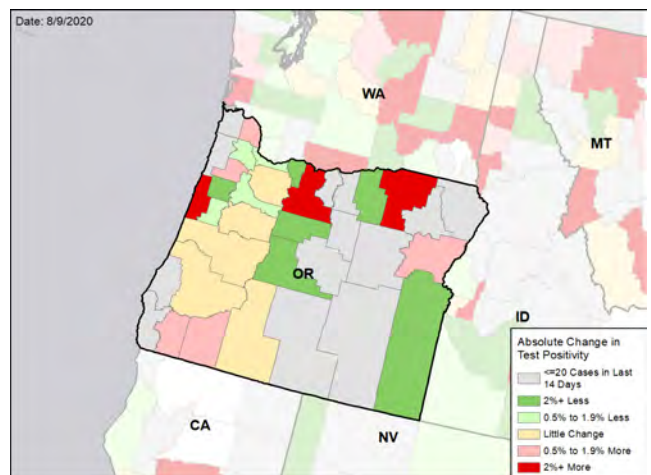 Date: 8/9/2020
WA
MT
OR
ID
CA
NV
Absolute Change in
Test Positivity
<=20 Cases in Last
14 Days
2%+ Less
0.5% to 1.9% Less
Little Change
0.5% to 1.9% More
2%+ More